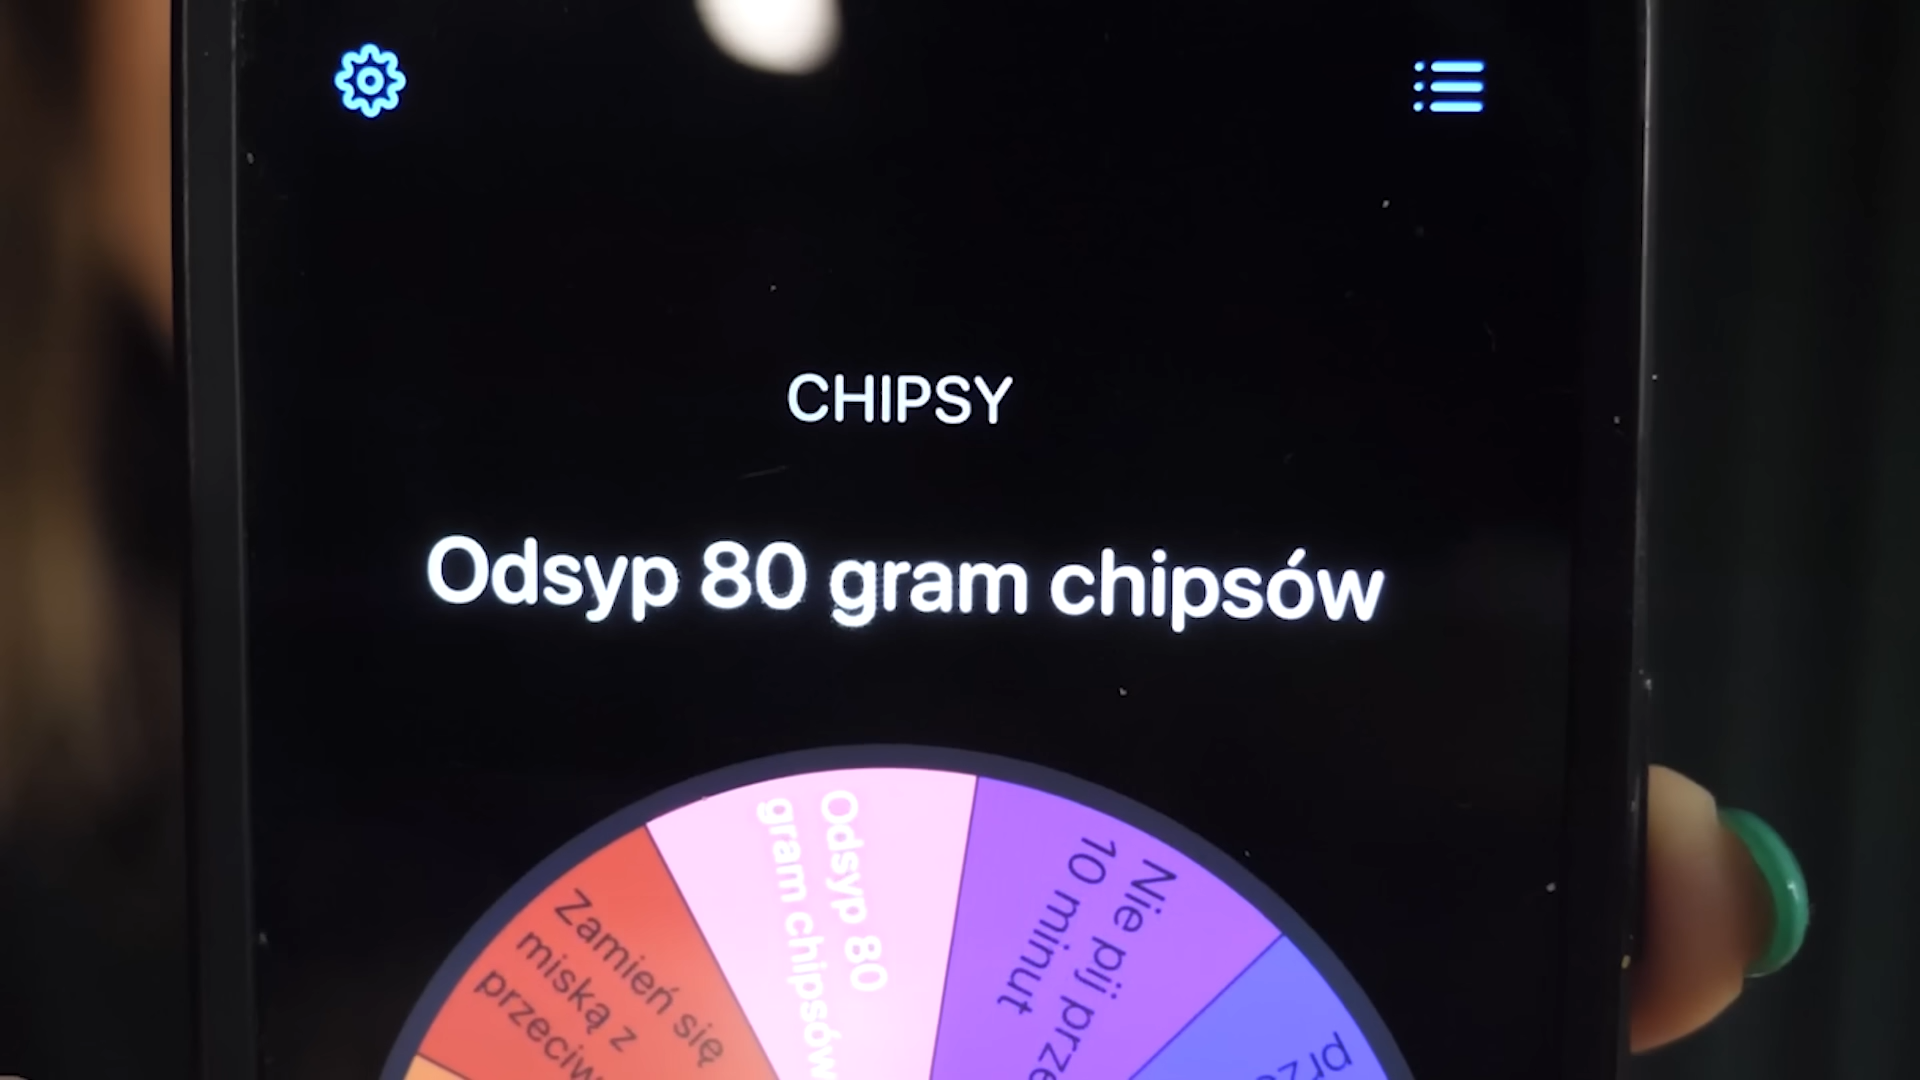 CHIPSY
Odsyp 80 gram chipsów
Zamień się
miską z
Odsyp 80
gram chipsów
Nie pij
10 minut